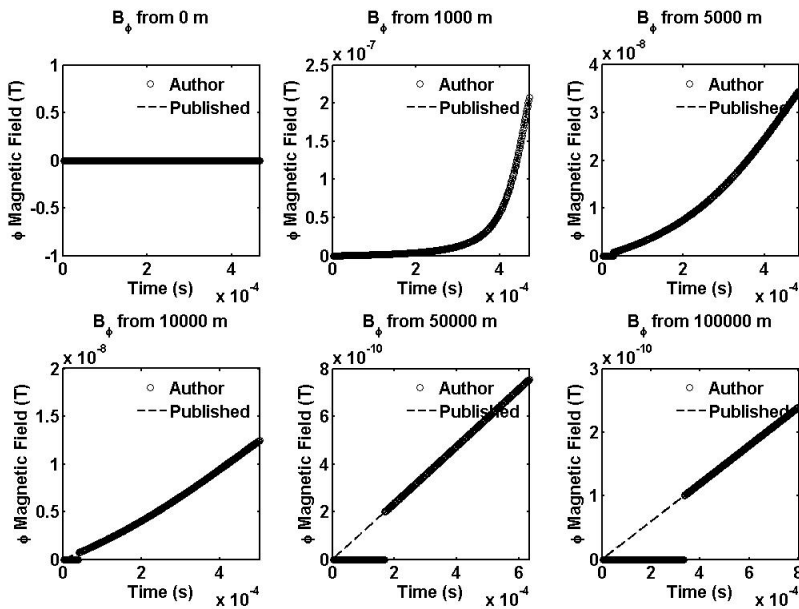 B_ϕ from 0 m
1
0.5
0
-0.5
-1
ϕ Magnetic Field (T)
Author
Published
0 2 4
Time (s) x 10^-4
B_ϕ from 1000 m
x 10^-7
2.5
2
1.5
1
0.5
0
ϕ Magnetic Field (T)
Author
Published
0 2 4
Time (s) x 10^-4
B_ϕ from 5000 m
x 10^-8
4
3
2
1
0
ϕ Magnetic Field (T)
Author
Published
0 2 4
Time (s) x 10^-4
B_ϕ from 10000 m
x 10^-8
2
1.5
1
0.5
0
ϕ Magnetic Field (T)
Author
Published
0 2 4
Time (s) x 10^-4
B_ϕ from 50000 m
x 10^-10
8
6
4
2
0
ϕ Magnetic Field (T)
Author
Published
0 2 4 6
Time (s) x 10^-4
B_ϕ from 100000 m
x 10^-10
3
2
1
0
ϕ Magnetic Field (T)
Author
Published
0 2 4 6 8
Time (s) x 10^-4